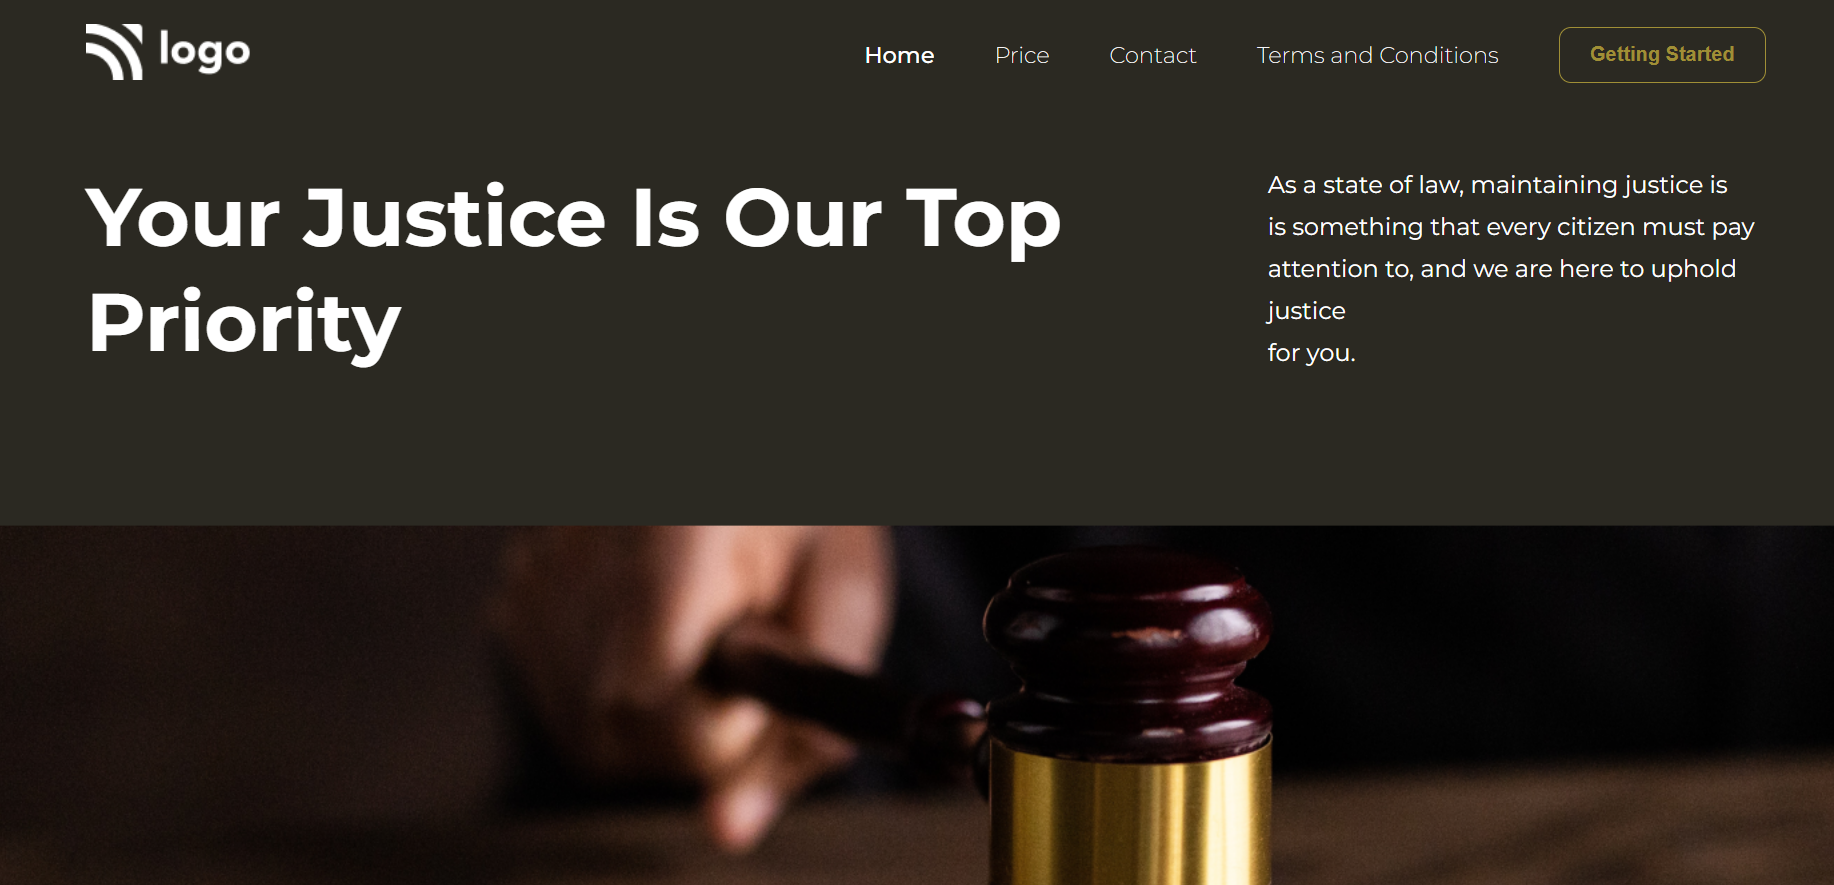 logo
Home Price Contact Terms and Conditions Getting Started
Your Justice Is Our Top
Priority
As a state of law, maintaining justice is
is something that every citizen must pay
attention to, and we are here to uphold
justice
for you.